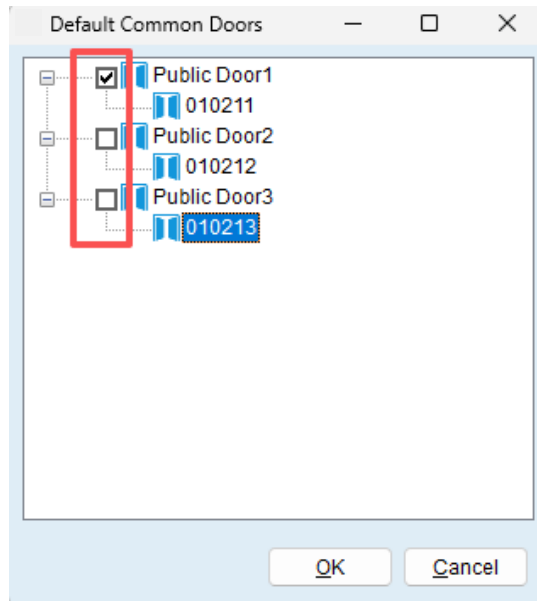 Default Common Doors
Public Door1
010211
Public Door2
010212
Public Door3
010213
OK Cancel